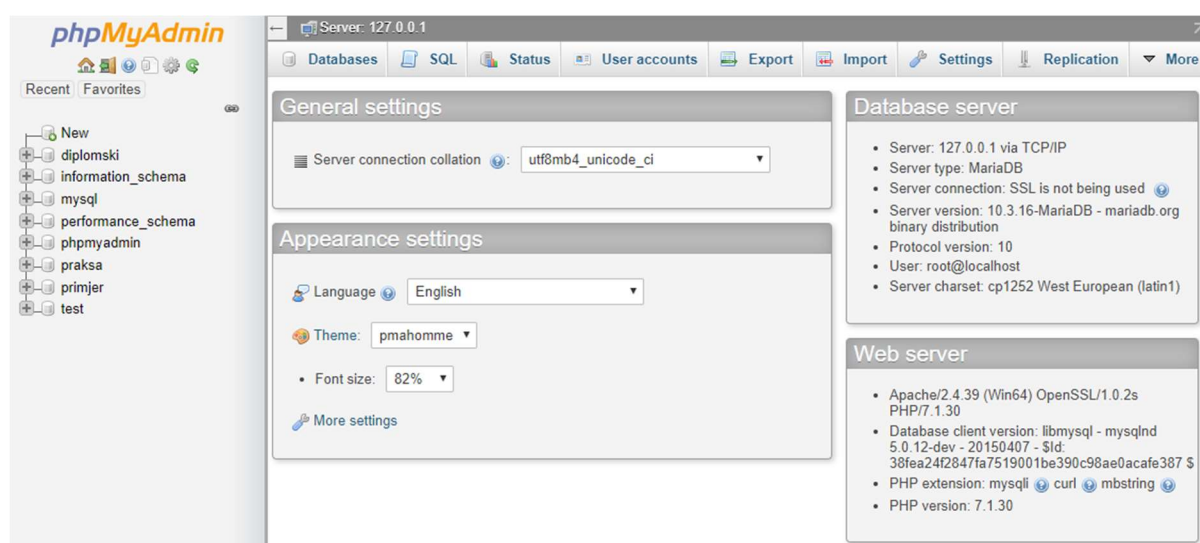 phpMyAdmin
Recent Favorites
New
diplomski
information_schema
mysql
performance_schema
phpmyadmin
praksa
primjer
test
Server: 127.0.0.1
Databases SQL Status User accounts Export Import Settings Replication More
General settings
Server connection collation : utf8mb4_unicode_ci
Appearance settings
Language English
Theme: pmahomme
• Font size: 82%
More settings
Database server
• Server: 127.0.0.1 via TCP/IP
• Server type: MariaDB
• Server connection: SSL is not being used
• Server version: 10.3.16-MariaDB - mariadb.org
binary distribution
• Protocol version: 10
• User: root@localhost
• Server charset: cp1252 West European (latin1)
Web server
• Apache/2.4.39 (Win64) OpenSSL/1.0.2s
PHP/7.1.30
• Database client version: libmysql - mysqlnd
5.0.12-dev - 20150407 - $Id:
38fea24f2847fa7519001be390c98ae0acafe387 $
• PHP extension: mysqli curl mbstring
• PHP version: 7.1.30